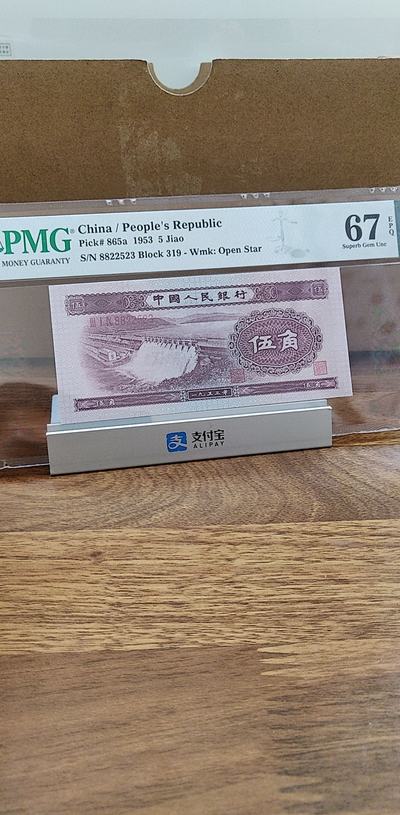 PMG
MONEY GUARANTY
China / People's Republic
Pick# 865a 1953 5 Jiao
S/N 8822523 Block 319 - Wmk: Open Star
67
EPQ
Superb Gem Unc
中國人民銀行
伍角
一九五三年
伍角
支付宝
ALIPAY